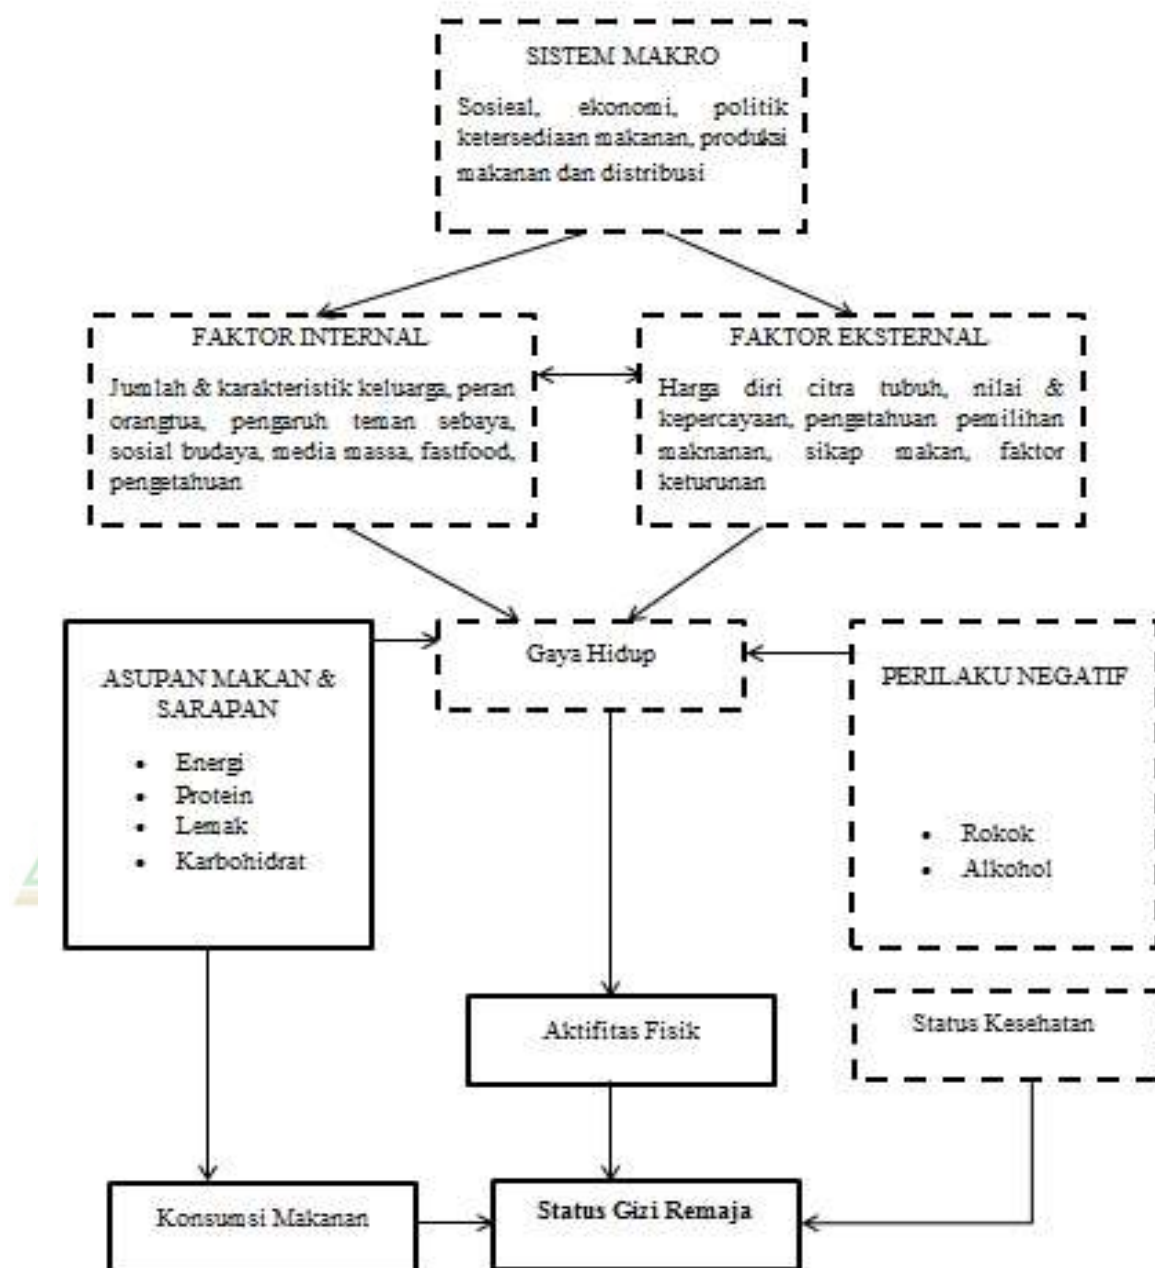 SISTEM MAKRO
Sosieal, ekonomi, politik
ketersediaan makanan, produksi
makanan dan distribusi
FAKTOR INTERNAL
Jumlah & karakteristik keluarga, peran
orangtua, pengaruh teman sebaya,
sosial budaya, media massa, fastfood,
pengetahuan
FAKTOR EKSTERNAL
Harga diri citra tubuh, nilai &
kepercayaan, pengetahuan pemilihan
maknanan, sikap makan, faktor
keturunan
ASUPAN MAKAN &
SARAPAN
• Energi
• Protein
• Lemak
• Karbohidrat
Gaya Hidup
PERILAKU NEGATIF
• Rokok
• Alkohol
Aktifitas Fisik
Status Kesehatan
Konsumsi Makanan
Status Gizi Remaja